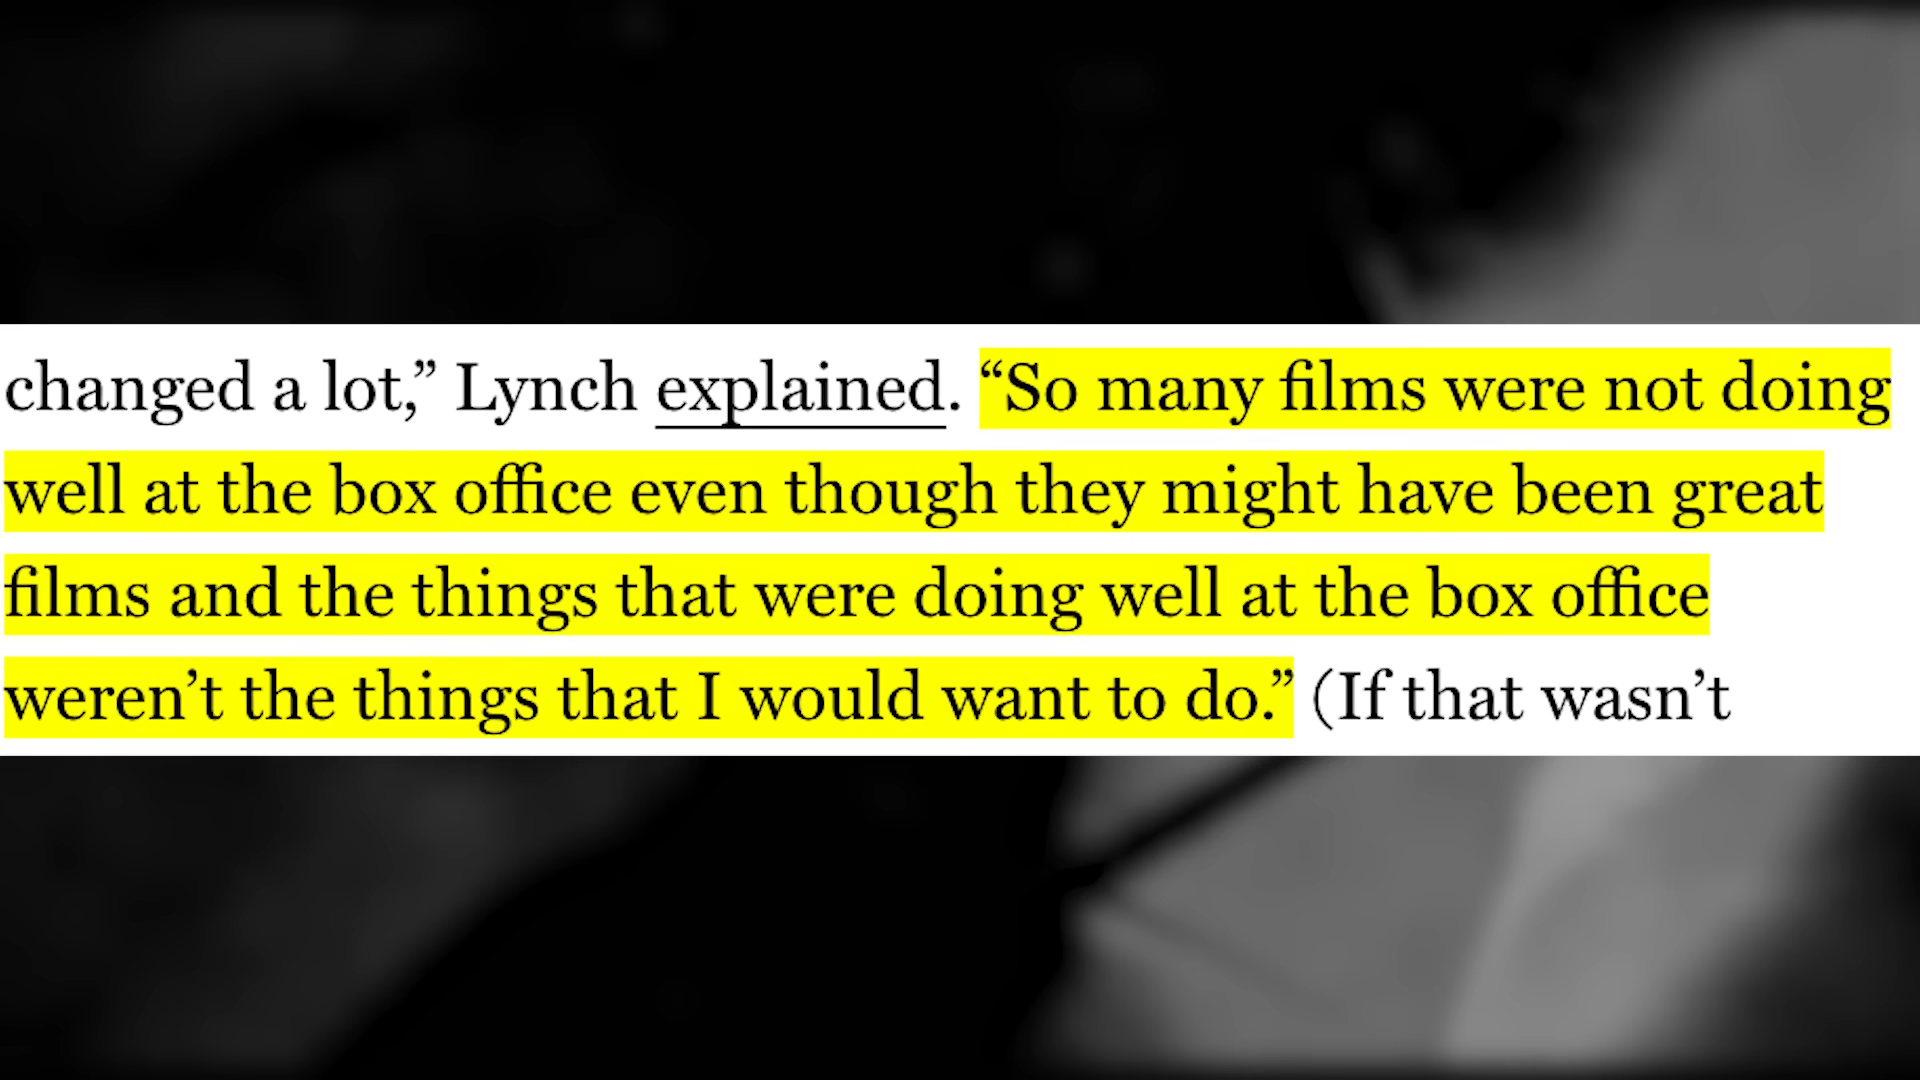 changed a lot,” Lynch explained. “So many films were not doing
well at the box office even though they might have been great
films and the things that were doing well at the box office
weren’t the things that I would want to do.” (If that wasn’t